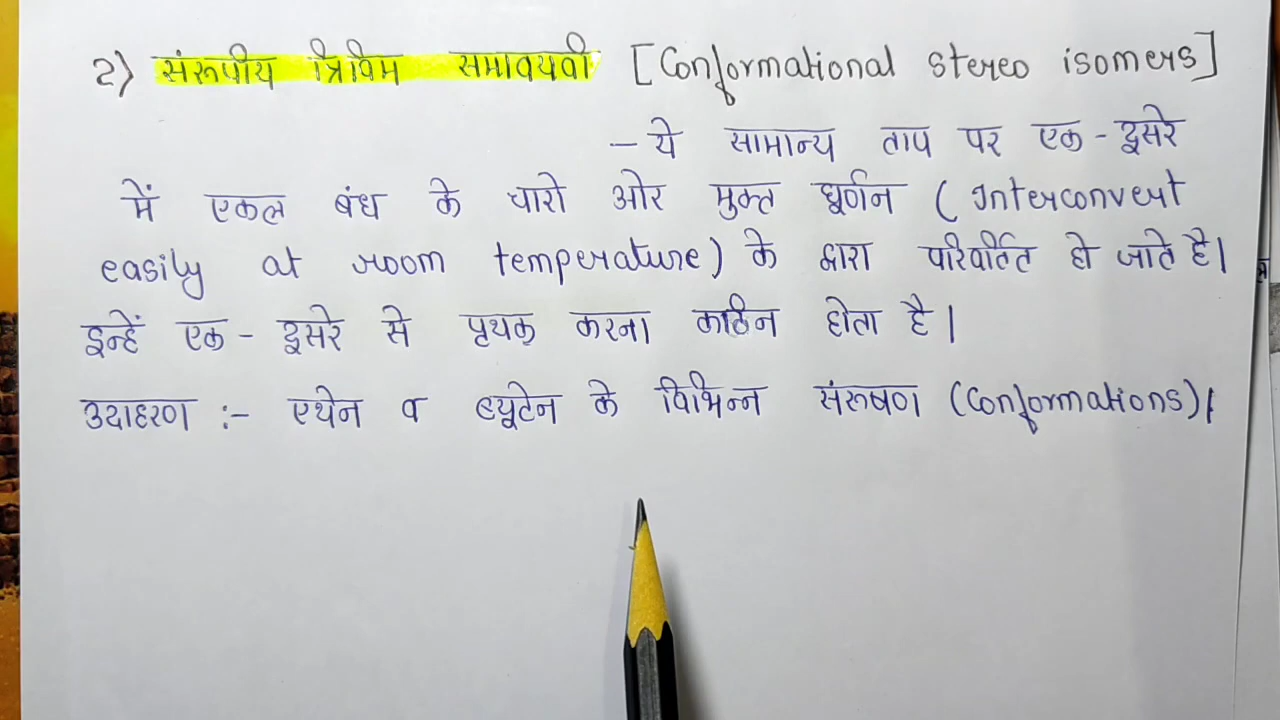 2) संरूपीय त्रिविम समावयवी [Conformational stereo isomers]
- ये सामान्य ताप पर एक-दूसरे
में एकल बंध के चारो ओर मुक्त घूर्णन (Interconvert
easily at room temperature) के द्वारा परिवर्तित हो जाते है।
इन्हें एक-दूसरे से पृथक करना कठिन होता है।
उदाहरण :- एथेन व ब्यूटेन के विभिन्न संरूषण (Conformations)।